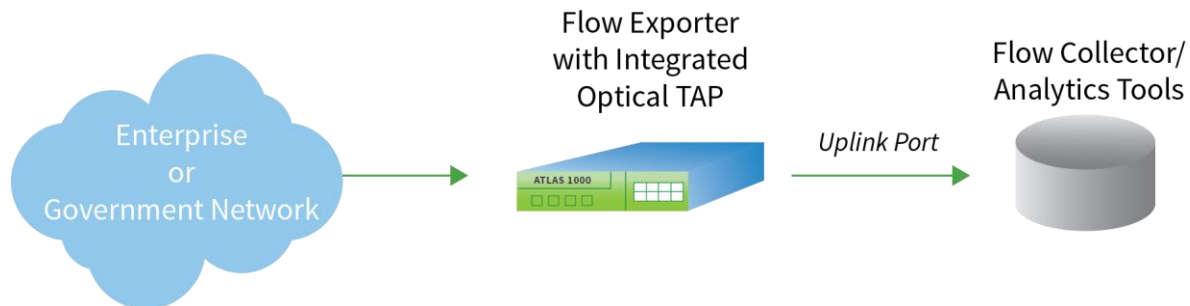 Enterprise
or
Government Network
Flow Exporter
with Integrated
Optical TAP
ATLAS 1000
Uplink Port
Flow Collector/
Analytics Tools